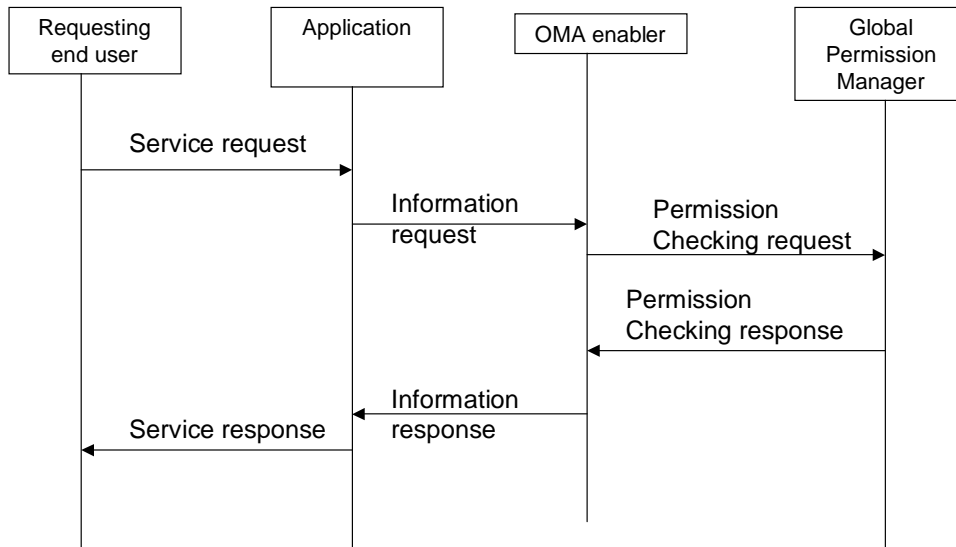 Requesting
end user
Application
OMA enabler
Global
Permission
Manager
Service request
Information
request
Permission
Checking request
Permission
Checking response
Information
response
Service response